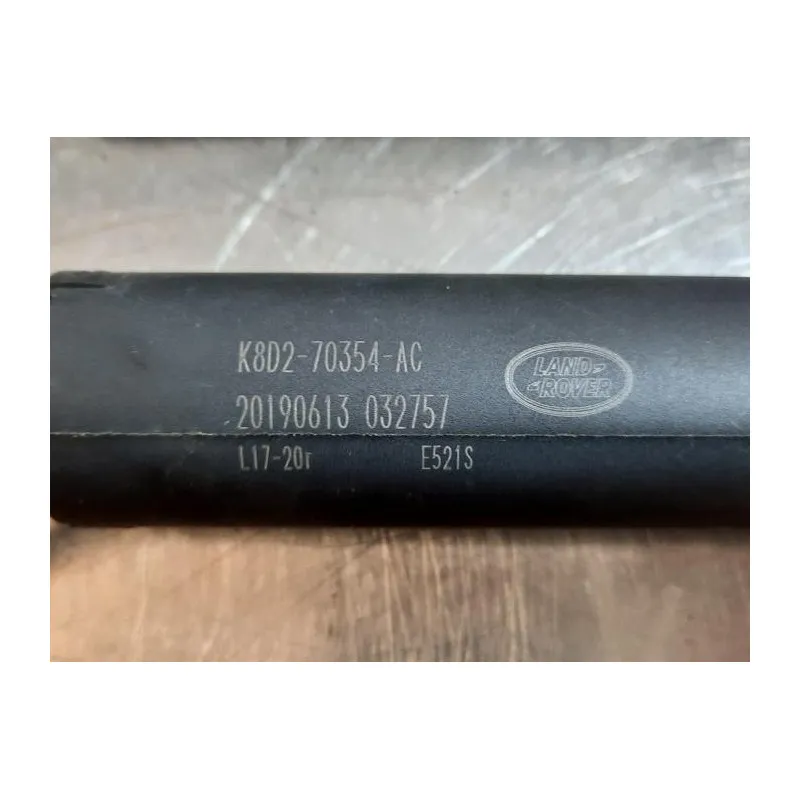 K8D2-70354-AC
LAND
ROVER
20190613 032757
L17-20r E521S